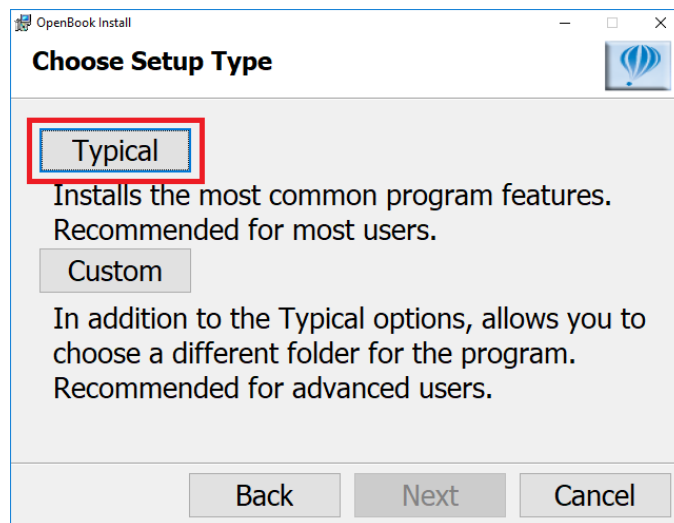 OpenBook Install
Choose Setup Type
Typical
Installs the most common program features.
Recommended for most users.
Custom
In addition to the Typical options, allows you to
choose a different folder for the program.
Recommended for advanced users.
Back Next Cancel